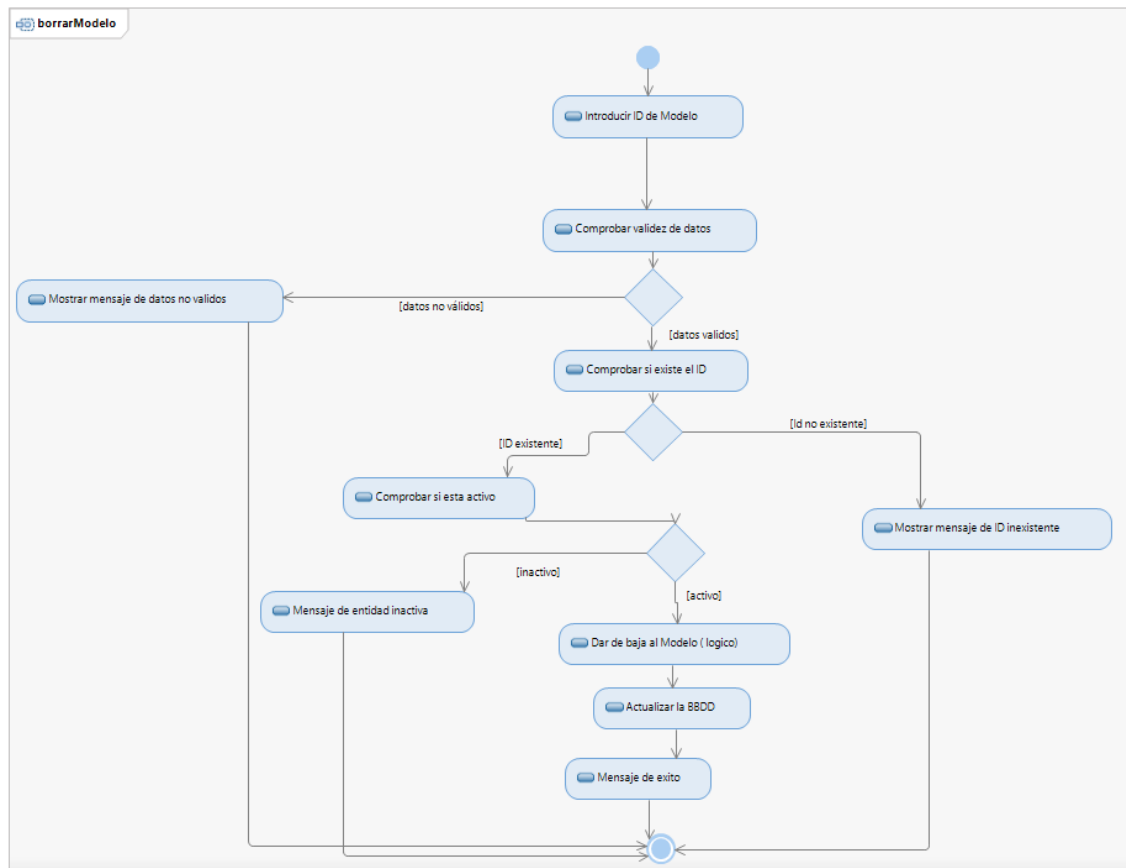 borrarModelo
Introducir ID de Modelo
Comprobar validez de datos
Mostrar mensaje de datos no validos
[datos no válidos]
[datos validos]
Comprobar si existe el ID
[Id no existente]
[ID existente]
Comprobar si esta activo
Mostrar mensaje de ID inexistente
[inactivo]
[activo]
Mensaje de entidad inactiva
Dar de baja al Modelo ( logico)
Actualizar la BBDD
Mensaje de exito